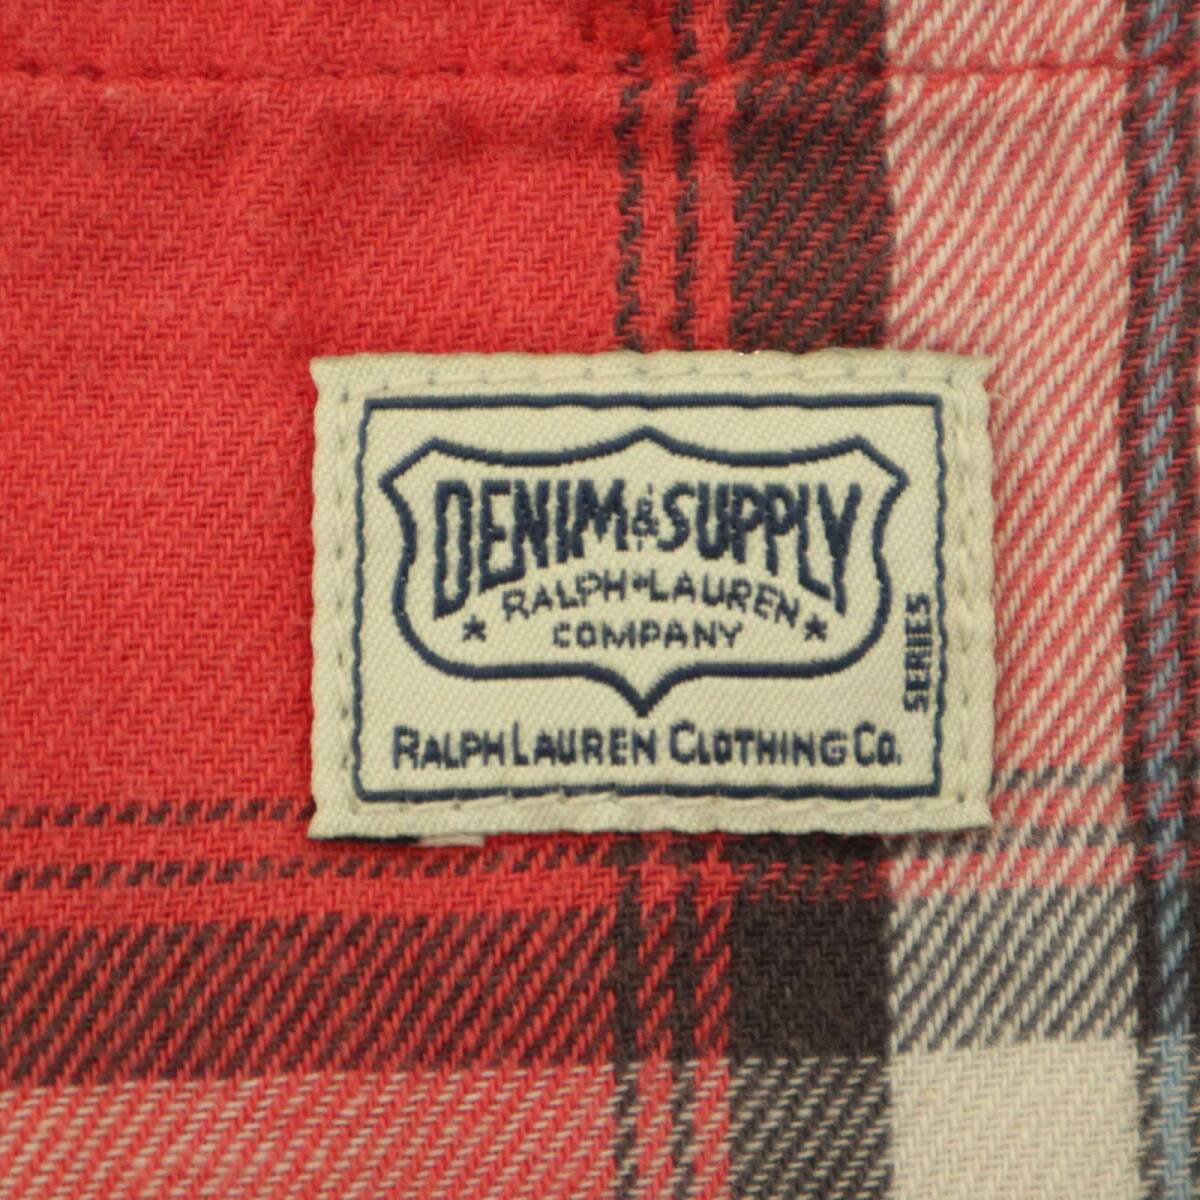 DENIM & SUPPLY
RALPH LAUREN
COMPANY
SERIES
RALPH LAUREN CLOTHING CO.